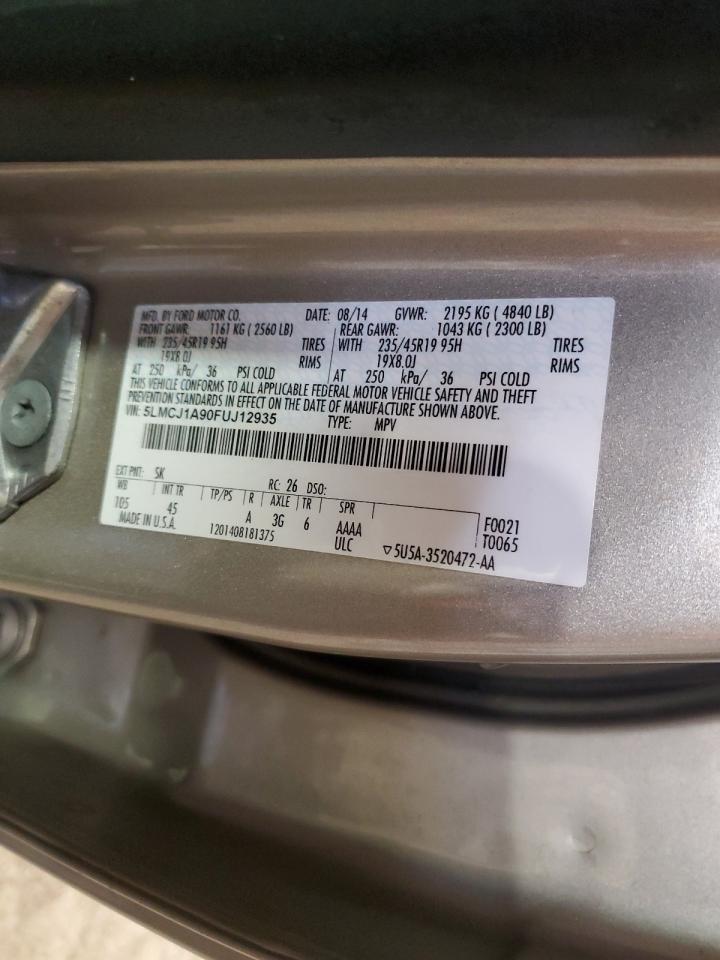 MFD. BY FORD MOTOR CO. DATE: 08/14 GVWR: 2195 KG ( 4840 LB)
FRONT GAWR: 1161 KG ( 2560 LB) REAR GAWR: 1043 KG ( 2300 LB)
WITH 235/45R19 95H TIRES WITH 235/45R19 95H TIRES
19X8.0J RIMS 19X8.0J RIMS
AT 250 kPa/ 36 PSI COLD AT 250 kPa/ 36 PSI COLD
THIS VEHICLE CONFORMS TO ALL APPLICABLE FEDERAL MOTOR VEHICLE SAFETY AND THEFT
PREVENTION STANDARDS IN EFFECT ON THE DATE OF MANUFACTURE SHOWN ABOVE.
VIN: 5LMCJ1A90FUJ12935 TYPE: MPV
EXT PNT: SK RC: 26 DSO:
WB INT TR TP/PS R AXLE TR SPR
105 45 A 3G 6 AAAA F0021
ULC T0065
MADE IN U.S.A. 1201408181375 ▽5U5A-3520472-AA